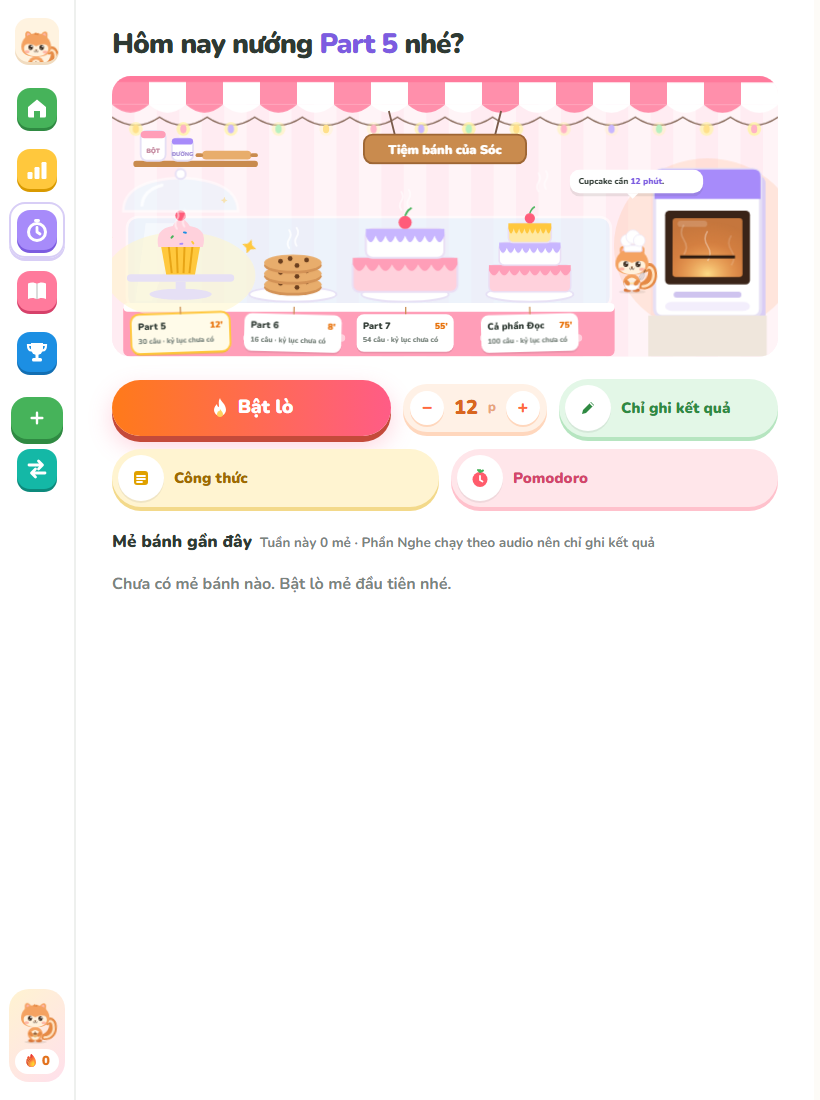 Hôm nay nướng Part 5 nhé?
BỘT
ĐƯỜNG
Tiệm bánh của Sóc
Cupcake cần 12 phút.
Part 5 12'
30 câu · kỷ lục chưa có
Part 6 8'
16 câu · kỷ lục chưa có
Part 7 55'
54 câu · kỷ lục chưa có
Cả phần Đọc 75'
100 câu · kỷ lục chưa có
Bật lò
− 12 p +
Chỉ ghi kết quả
Công thức
Pomodoro
Mẻ bánh gần đây Tuần này 0 mẻ · Phần Nghe chạy theo audio nên chỉ ghi kết quả
Chưa có mẻ bánh nào. Bật lò mẻ đầu tiên nhé.
0